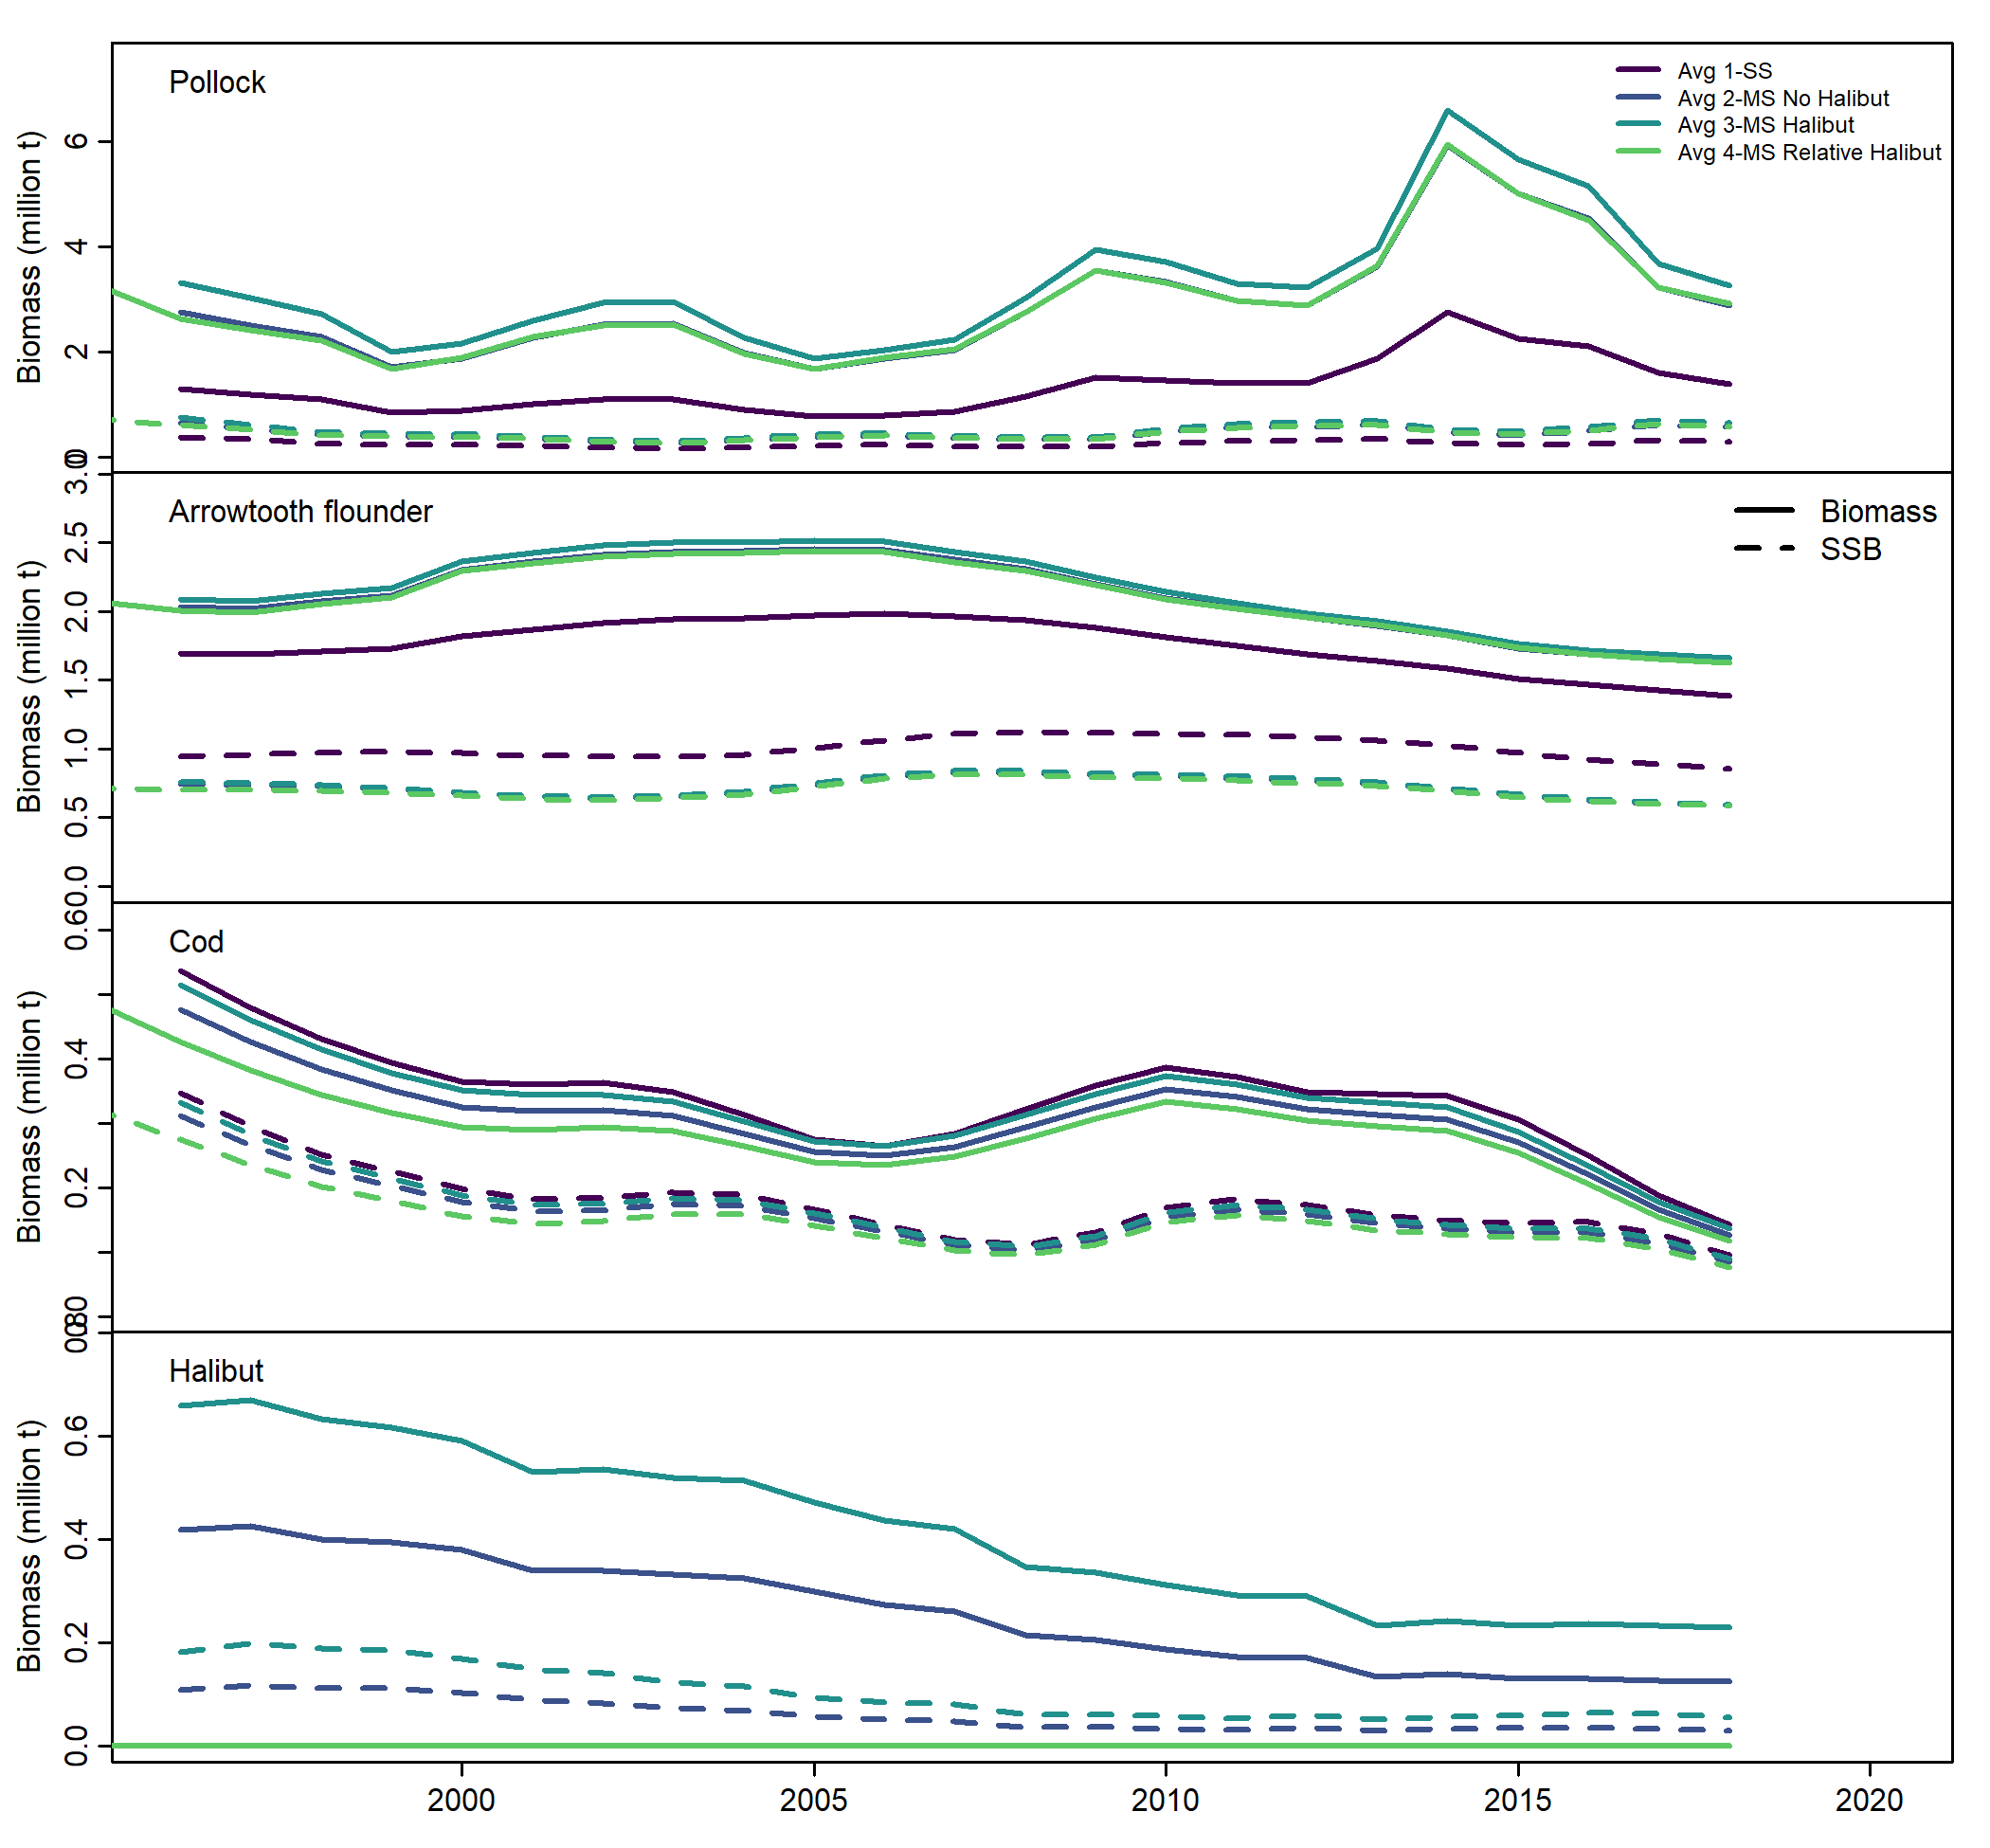 Pollock
Avg 1-SS
Avg 2-MS No Halibut
Avg 3-MS Halibut
Avg 4-MS Relative Halibut
Biomass (million t)
6
4
2
0
Arrowtooth flounder
Biomass
SSB
Biomass (million t)
3.0
2.5
2.0
1.5
1.0
0.5
0.0
Cod
Biomass (million t)
0.6
0.4
0.2
Halibut
Biomass (million t)
0.6
0.4
0.2
0.0
2000
2005
2010
2015
2020